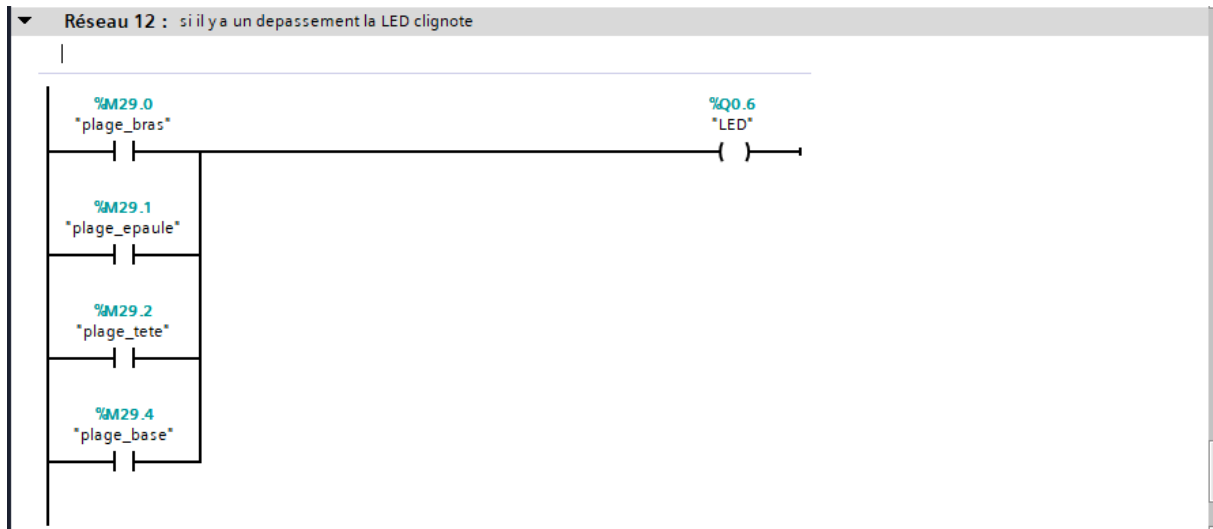 Réseau 12 : si il y a un depassement la LED clignote
%M29.0 %Q0.6
"plage_bras" "LED"
%M29.1
"plage_epaule"
%M29.2
"plage_tete"
%M29.4
"plage_base"